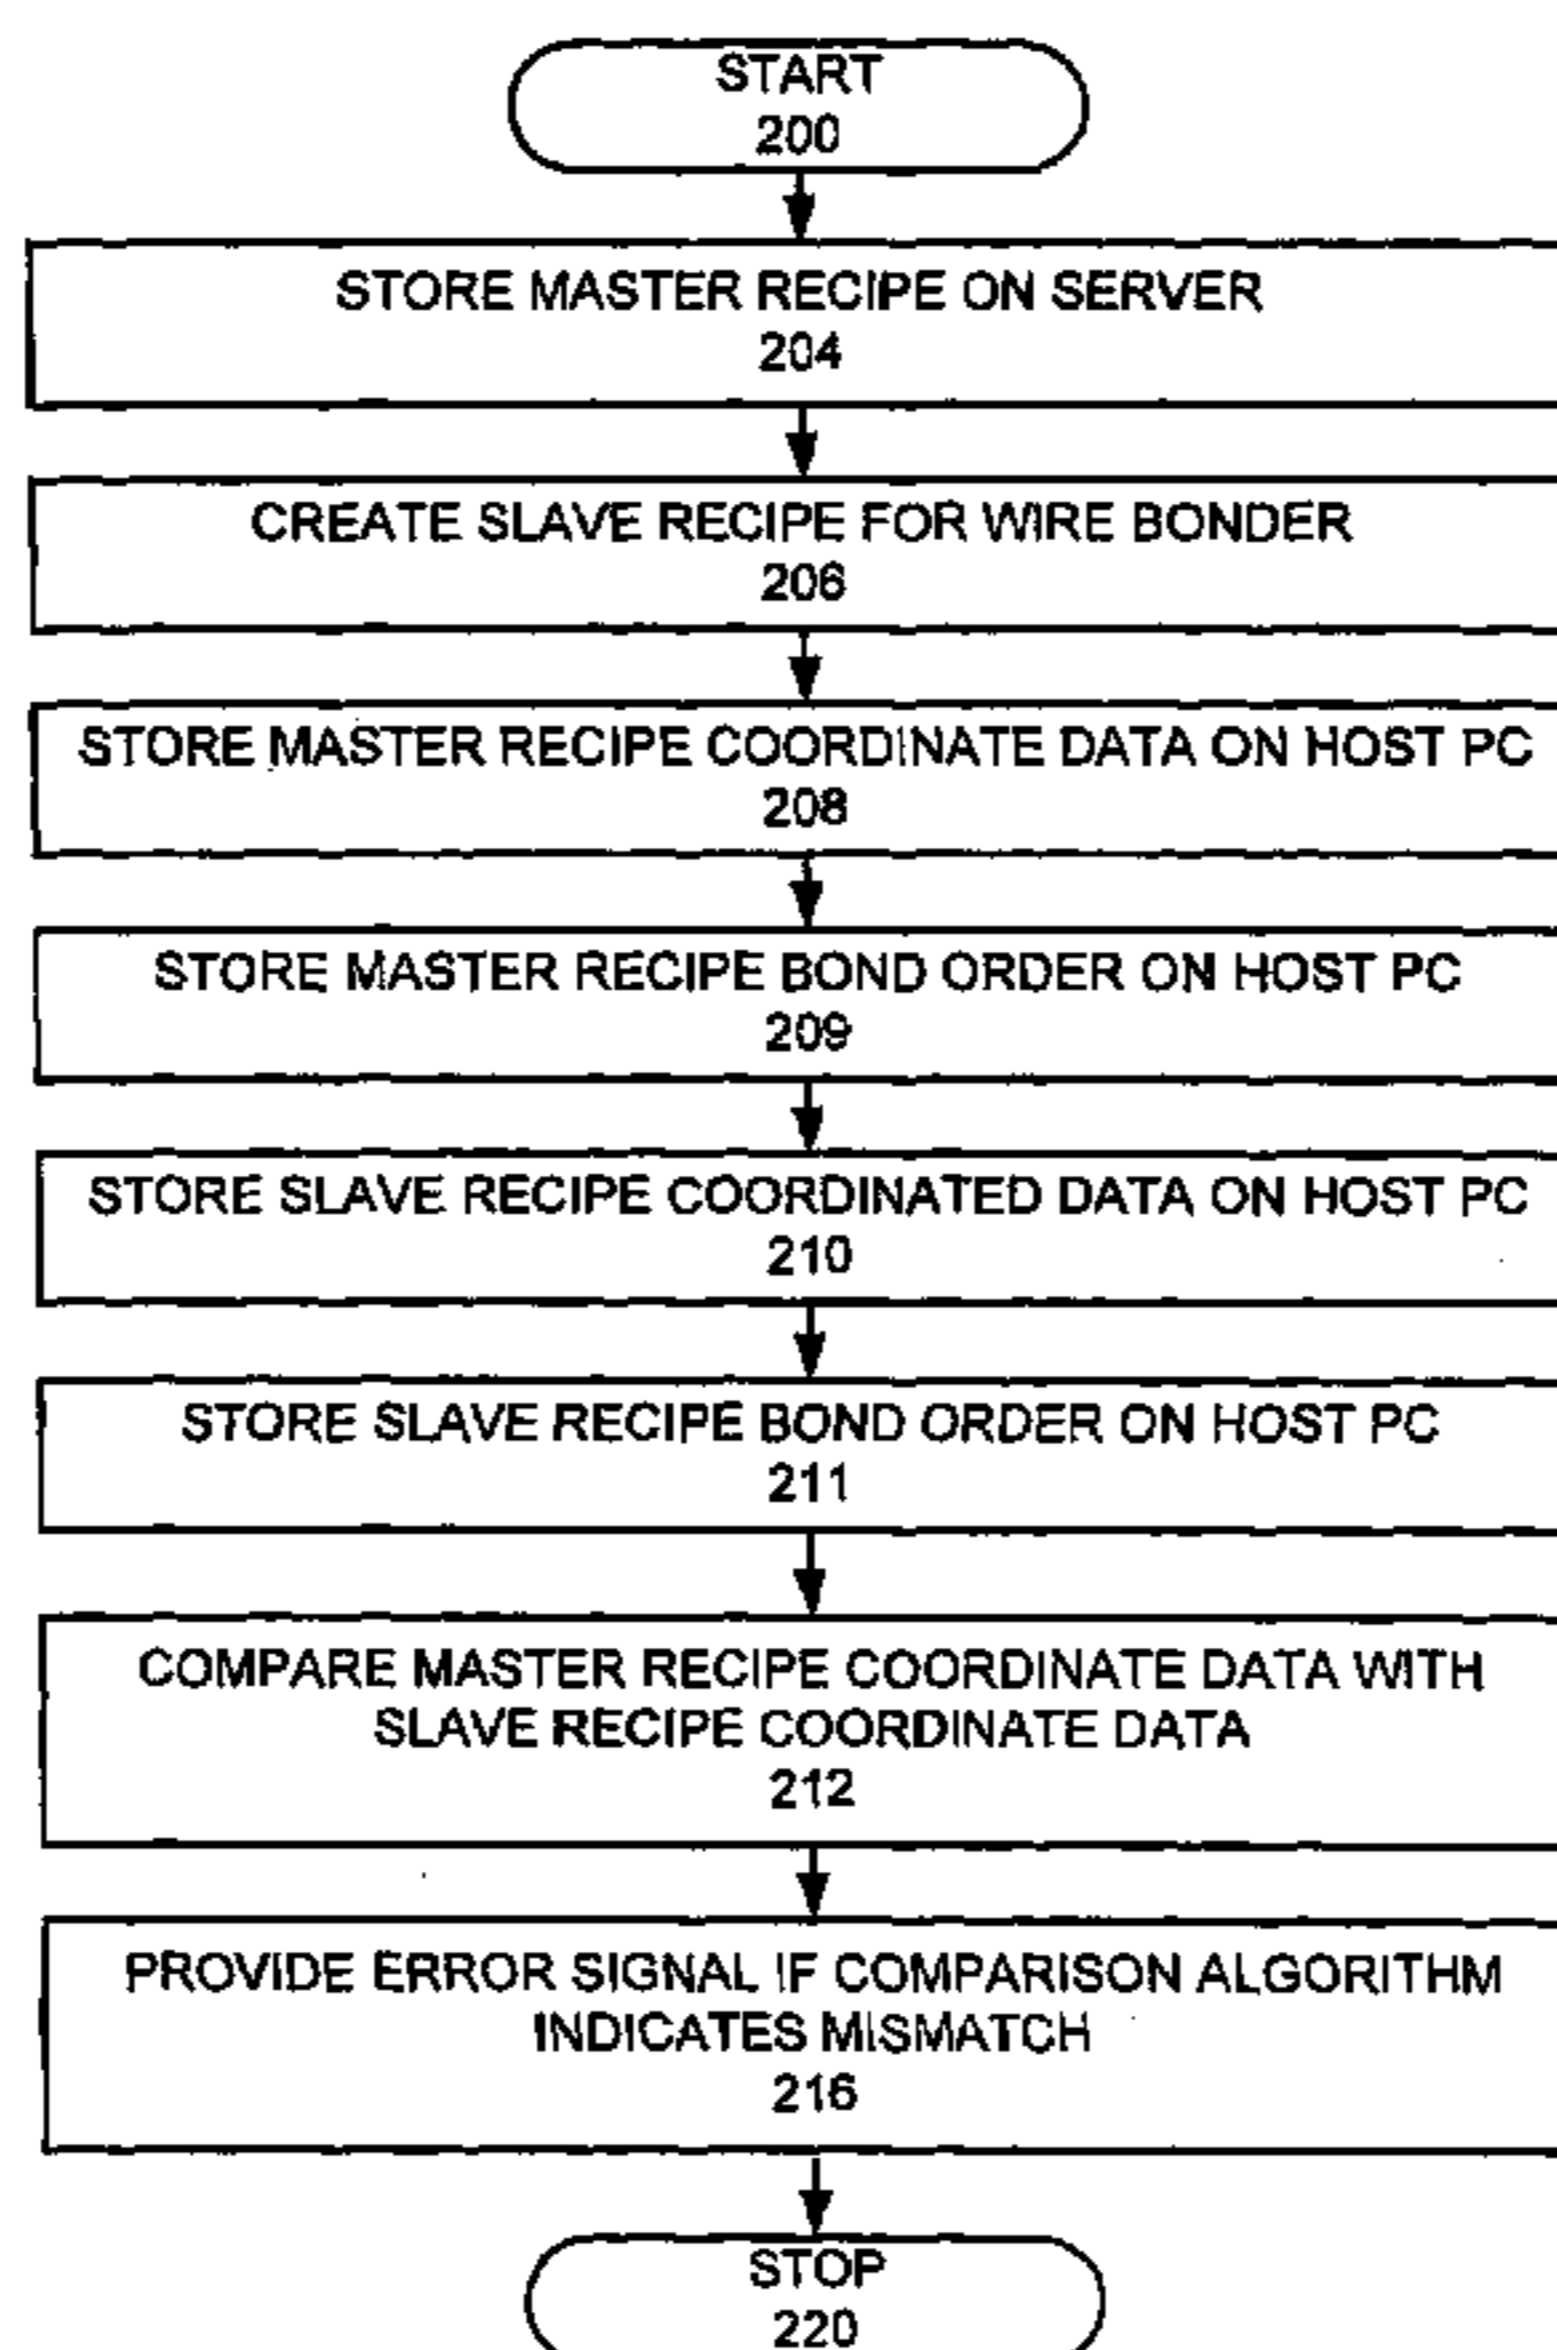 START
200
STORE MASTER RECIPE ON SERVER
204
CREATE SLAVE RECIPE FOR WIRE BONDER
206
STORE MASTER RECIPE COORDINATE DATA ON HOST PC
208
STORE MASTER RECIPE BOND ORDER ON HOST PC
209
STORE SLAVE RECIPE COORDINATED DATA ON HOST PC
210
STORE SLAVE RECIPE BOND ORDER ON HOST PC
211
COMPARE MASTER RECIPE COORDINATE DATA WITH
SLAVE RECIPE COORDINATE DATA
212
PROVIDE ERROR SIGNAL IF COMPARISON ALGORITHM
INDICATES MISMATCH
216
STOP
220